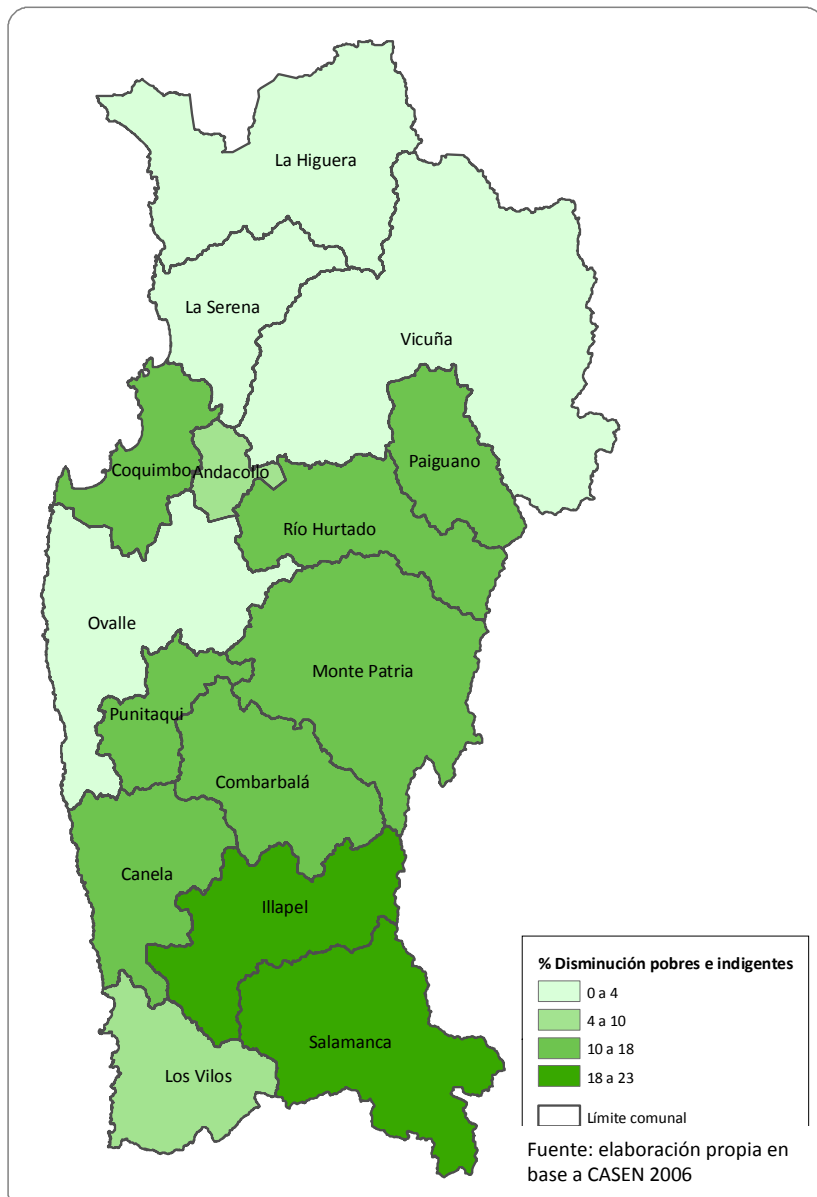 La Higuera
La Serena
Vicuña
Coquimbo
Andacollo
Paiguano
Río Hurtado
Ovalle
Monte Patria
Punitaqui
Combarbalá
Canela
Illapel
Salamanca
Los Vilos
% Disminución pobres e indigentes
0 a 4
4 a 10
10 a 18
18 a 23
Límite comunal
Fuente: elaboración propia en
base a CASEN 2006